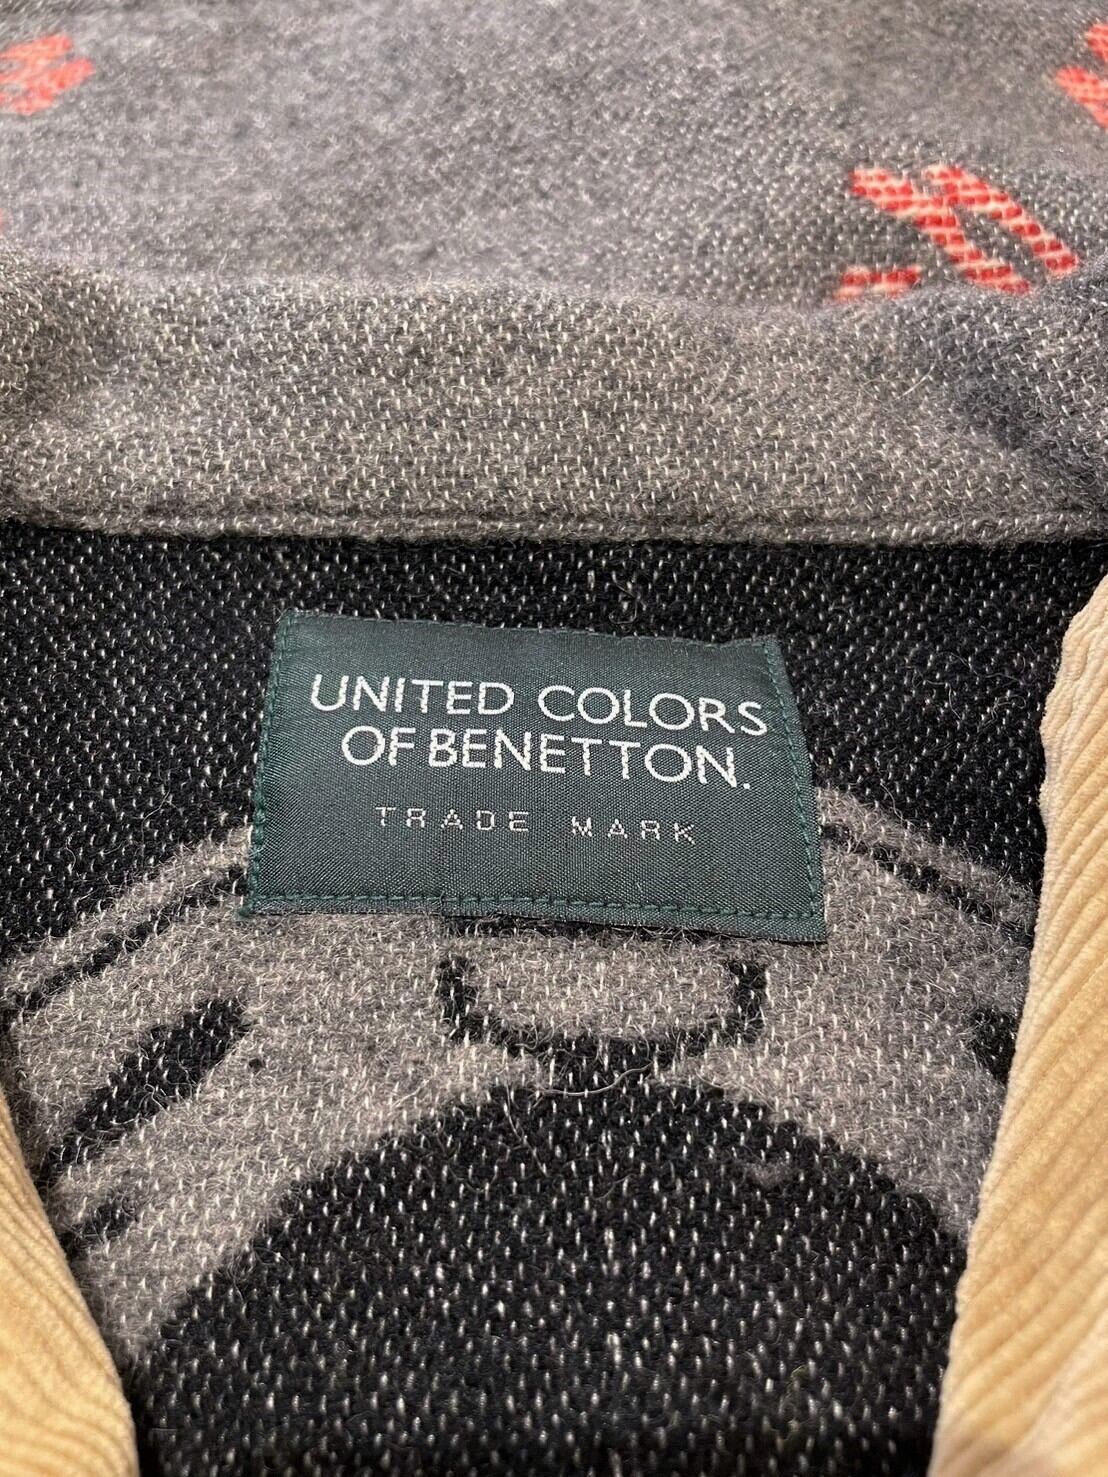 UNITED COLORS
OF BENETTON.
TRADE MARK